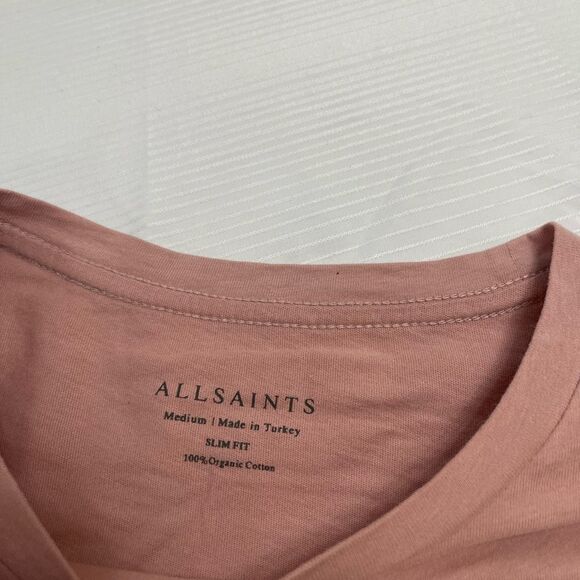 ALLSAINTS
Medium | Made in Turkey
SLIM FIT
100% Organic Cotton